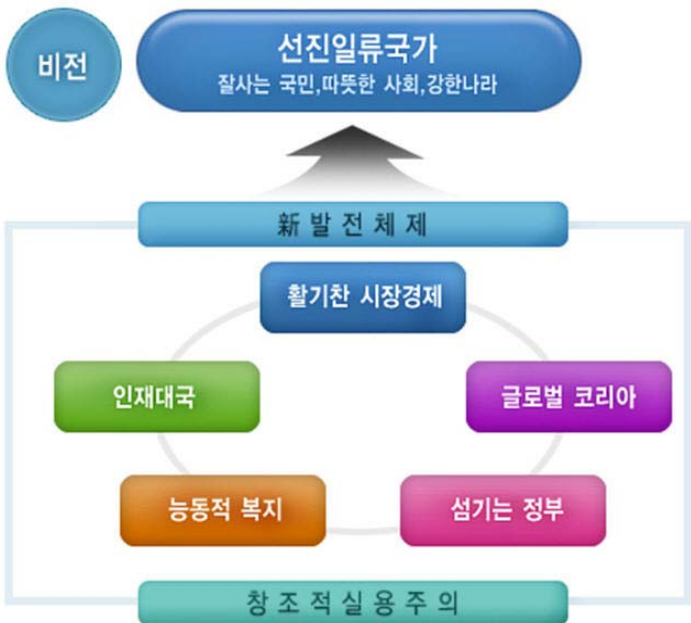 비전
선진일류국가
잘사는 국민,따뜻한 사회,강한나라
新발전체제
활기찬 시장경제
인재대국
글로벌 코리아
능동적 복지
섬기는 정부
창조적실용주의